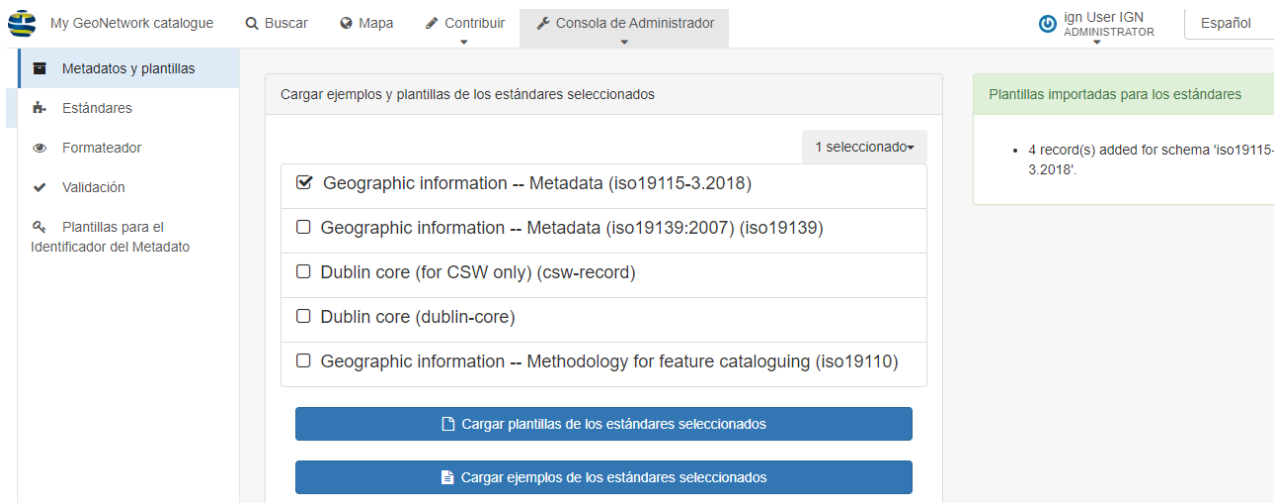 My GeoNetwork catalogue
Buscar
Mapa
Contribuir
Consola de Administrador
ign User IGN
ADMINISTRATOR
Español
Metadatos y plantillas
Estándares
Formateador
Validación
Plantillas para el
Identificador del Metadato
Cargar ejemplos y plantillas de los estándares seleccionados
1 seleccionado
Geographic information -- Metadata (iso19115-3.2018)
Geographic information -- Metadata (iso19139:2007) (iso19139)
Dublin core (for CSW only) (csw-record)
Dublin core (dublin-core)
Geographic information -- Methodology for feature cataloguing (iso19110)
Cargar plantillas de los estándares seleccionados
Cargar ejemplos de los estándares seleccionados
Plantillas importadas para los estándares
4 record(s) added for schema 'iso19115-
3.2018'.